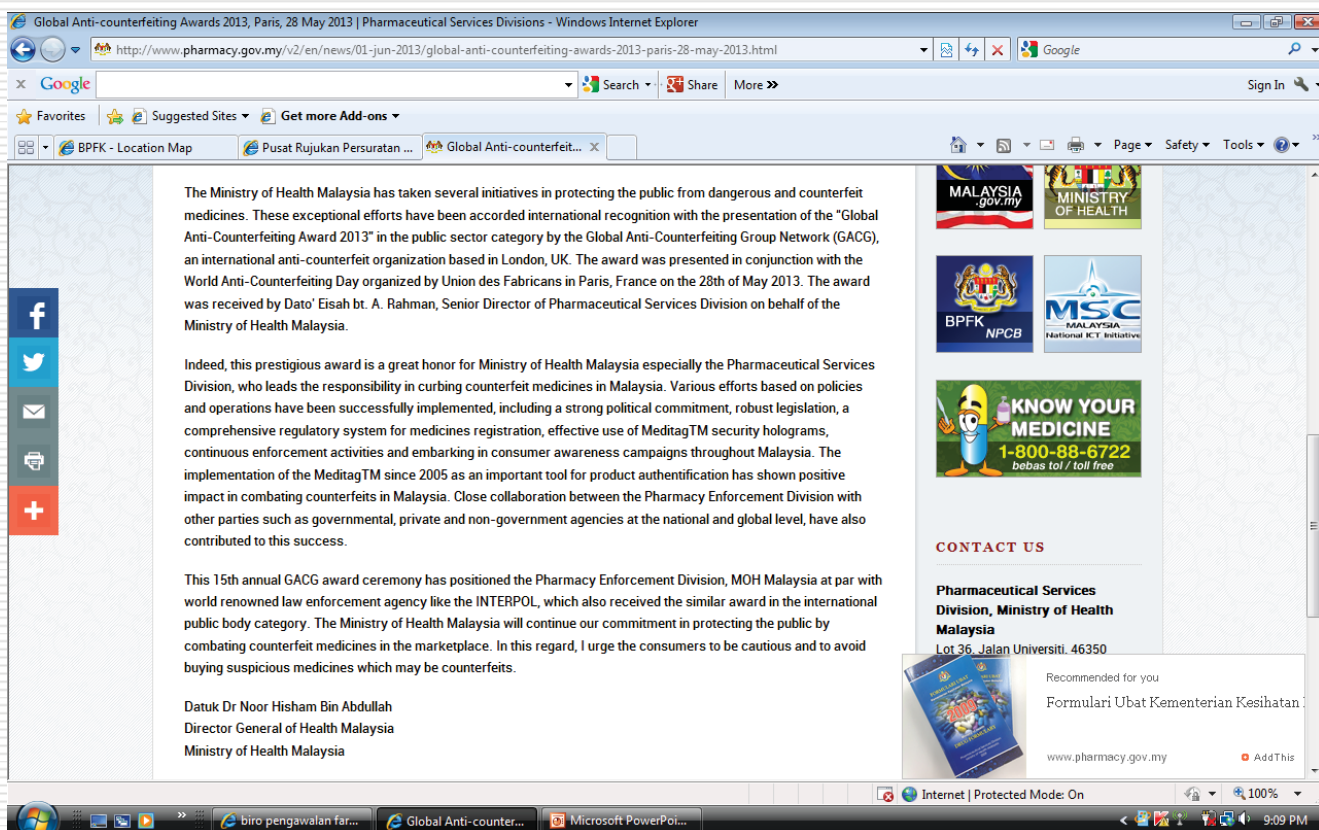 Global Anti-counterfeiting Awards 2013, Paris, 28 May 2013 | Pharmaceutical Services Divisions - Windows Internet Explorer
http://www.pharmacy.gov.my/v2/en/news/01-jun-2013/global-anti-counterfeiting-awards-2013-paris-28-may-2013.html
Google
x Google
Search
Share
More »
Sign In
Favorites
Suggested Sites
Get more Add-ons
BPFK - Location Map
Pusat Rujukan Persuratan ...
Global Anti-counterfeit... X
Page
Safety
Tools
The Ministry of Health Malaysia has taken several initiatives in protecting the public from dangerous and counterfeit
medicines. These exceptional efforts have been accorded international recognition with the presentation of the "Global
Anti-Counterfeiting Award 2013" in the public sector category by the Global Anti-Counterfeiting Group Network (GACG),
an international anti-counterfeit organization based in London, UK. The award was presented in conjunction with the
World Anti-Counterfeiting Day organized by Union des Fabricans in Paris, France on the 28th of May 2013. The award
was received by Dato' Eisah bt. A. Rahman, Senior Director of Pharmaceutical Services Division on behalf of the
Ministry of Health Malaysia.
Indeed, this prestigious award is a great honor for Ministry of Health Malaysia especially the Pharmaceutical Services
Division, who leads the responsibility in curbing counterfeit medicines in Malaysia. Various efforts based on policies
and operations have been successfully implemented, including a strong political commitment, robust legislation, a
comprehensive regulatory system for medicines registration, effective use of MeditagTM security holograms,
continuous enforcement activities and embarking in consumer awareness campaigns throughout Malaysia. The
implementation of the MeditagTM since 2005 as an important tool for product authentification has shown positive
impact in combating counterfeits in Malaysia. Close collaboration between the Pharmacy Enforcement Division with
other parties such as governmental, private and non-government agencies at the national and global level, have also
contributed to this success.
This 15th annual GACG award ceremony has positioned the Pharmacy Enforcement Division, MOH Malaysia at par with
world renowned law enforcement agency like the INTERPOL, which also received the similar award in the international
public body category. The Ministry of Health Malaysia will continue our commitment in protecting the public by
combating counterfeit medicines in the marketplace. In this regard, I urge the consumers to be cautious and to avoid
buying suspicious medicines which may be counterfeits.
Datuk Dr Noor Hisham Bin Abdullah
Director General of Health Malaysia
Ministry of Health Malaysia
MALAYSIA
.gov.my
MINISTRY
OF HEALTH
BPFK
NPCB
MSC
MALAYSIA
National ICT Initiative
KNOW YOUR
MEDICINE
1-800-88-6722
bebas tol / toll free
CONTACT US
Pharmaceutical Services
Division, Ministry of Health
Malaysia
Lot 36, Jalan Universiti, 46350
2009
Recommended for you
Formulari Ubat Kementerian Kesihatan
www.pharmacy.gov.my
AddThis
Internet | Protected Mode: On
100%
biro pengawalan far...
Global Anti-counter...
Microsoft PowerPoi...
9:09 PM